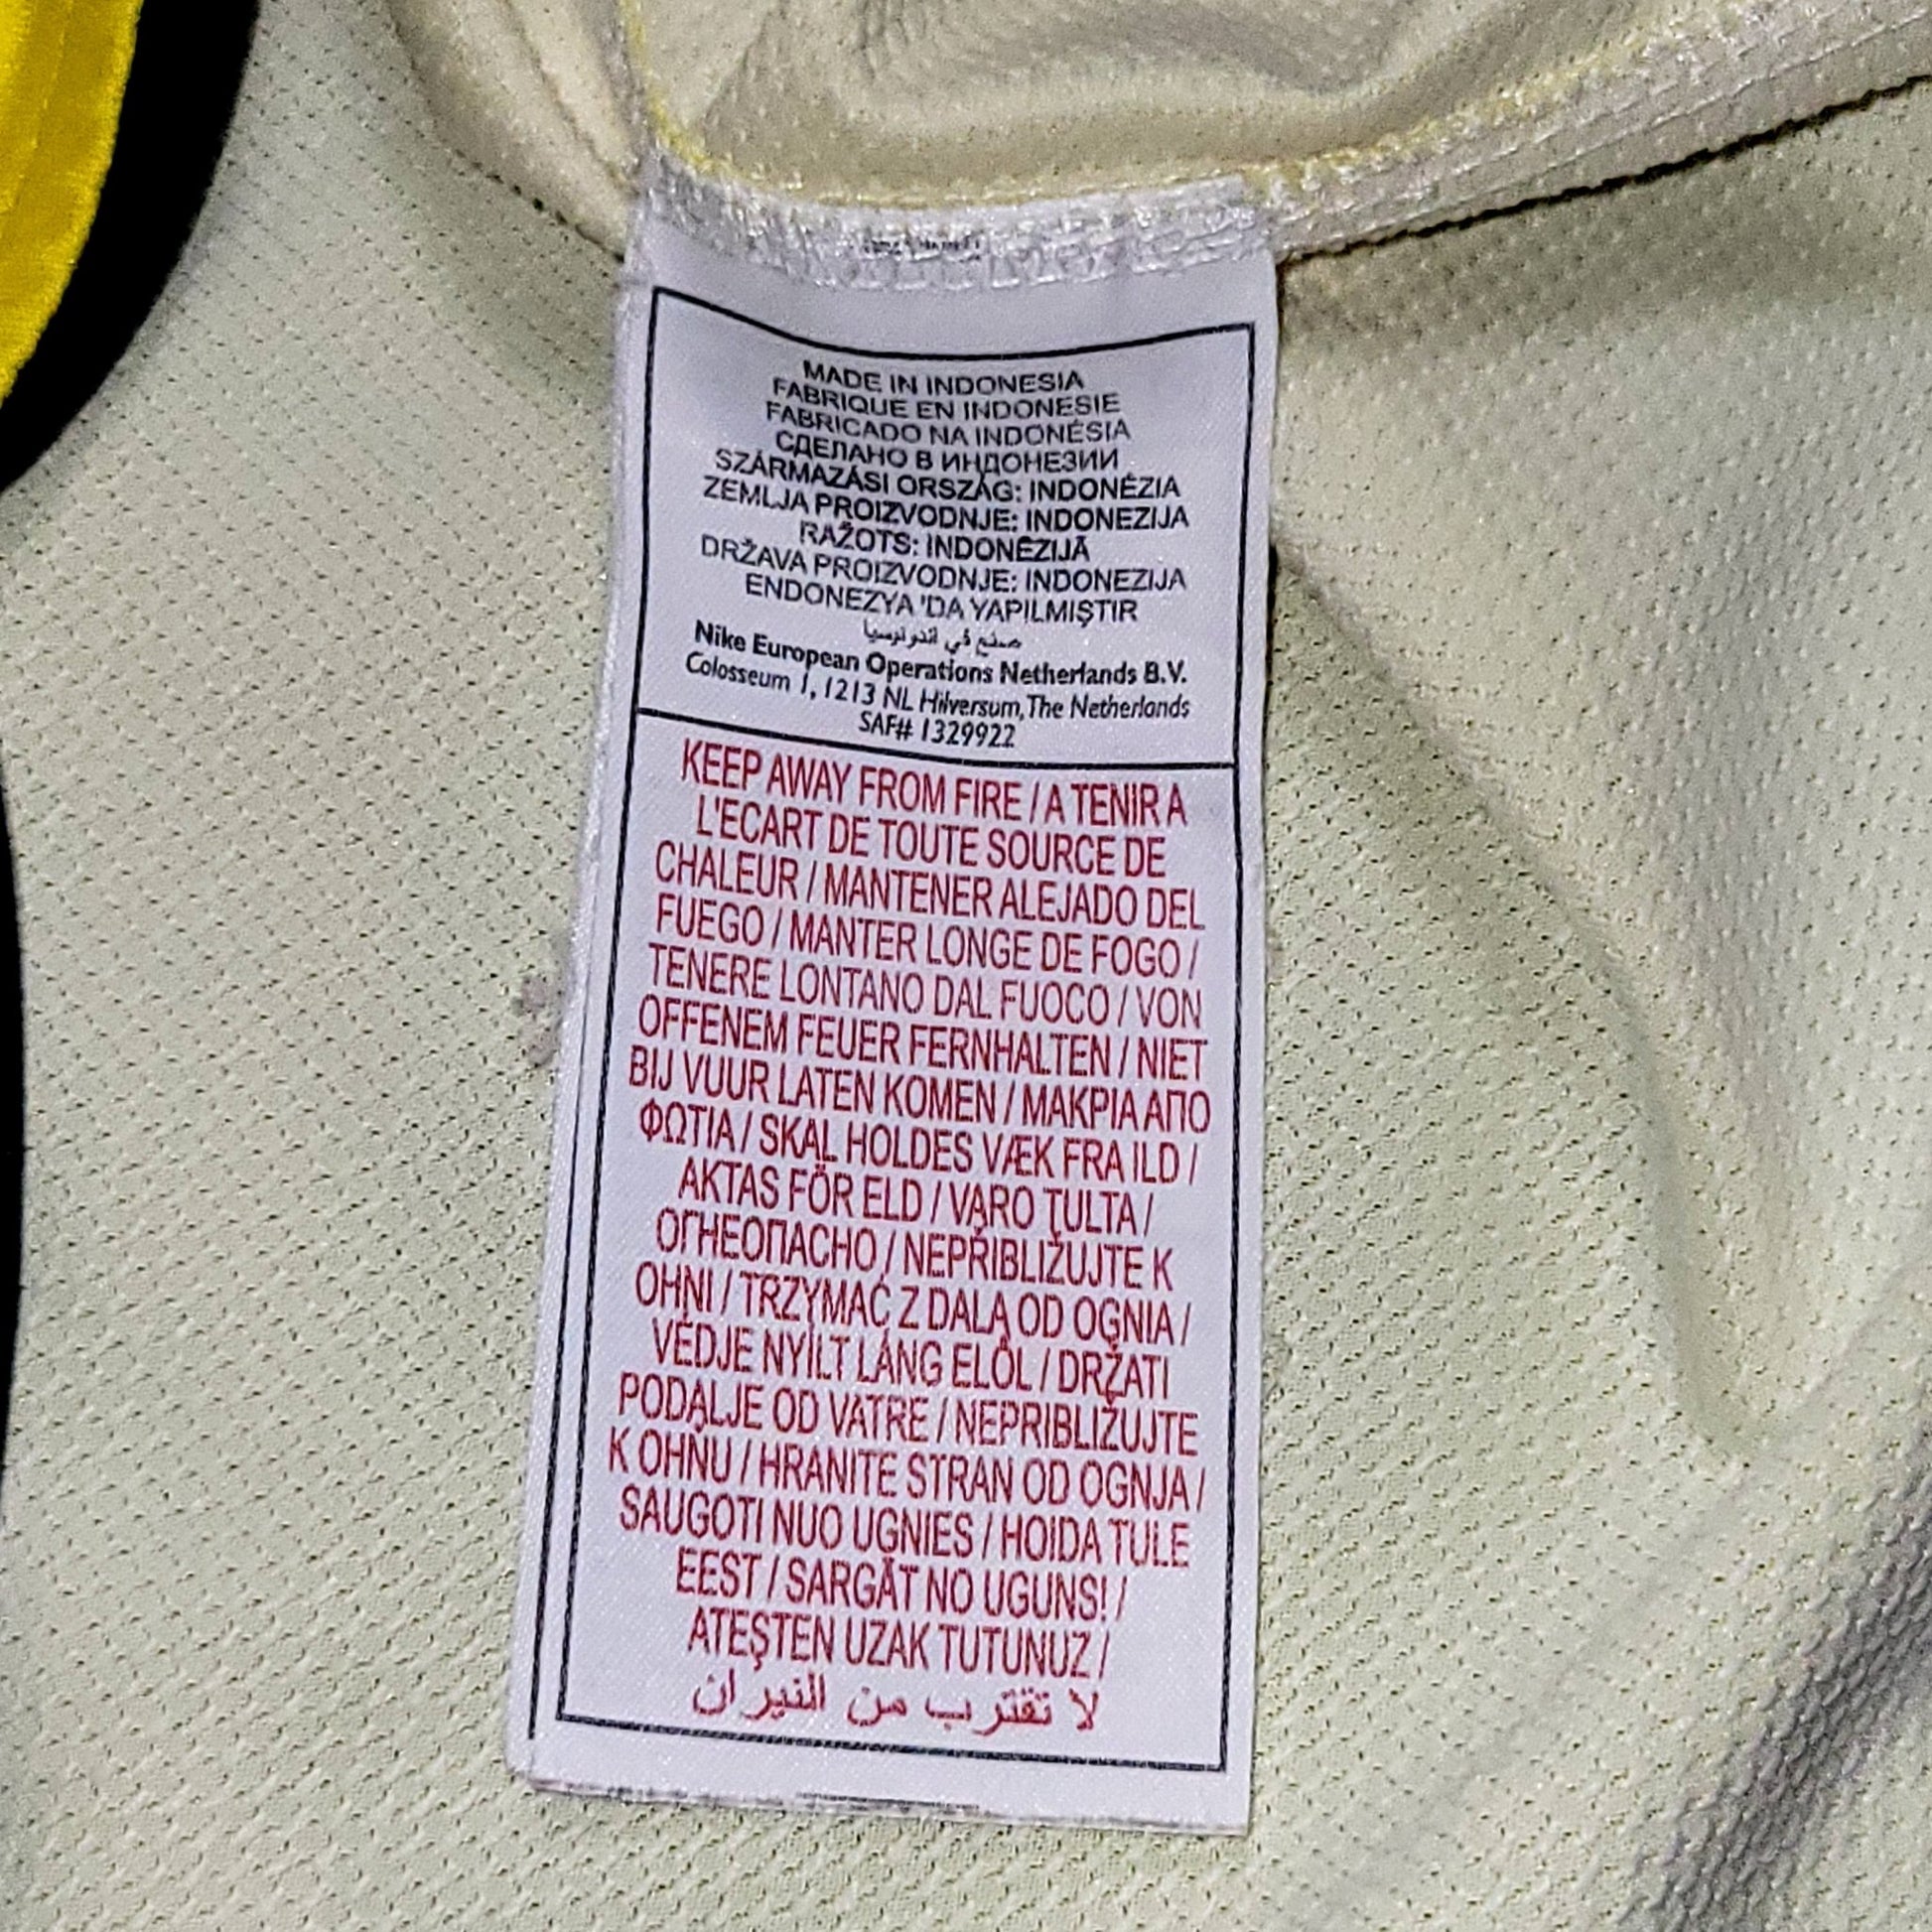 MADE IN INDONESIA
FABRIQUE EN INDONESIE
FABRICADO NA INDONÉSIA
СДЕЛАНО В ИНДОНЕЗИИ
SZÁRMAZÁSI ORSZÁG: INDONÉZIA
ZEMLJA PROIZVODNJE: INDONEZIJA
RAŽOTS: INDONĒZIJĀ
DRŽAVA PROIZVODNJE: INDONEZIJA
ENDONEZYA 'DA YAPILMIŞTIR
صنع في اندونوسيا
Nike European Operations Netherlands B.V.
Colosseum 1, 1213 NL Hilversum, The Netherlands
SAF# 1329922
KEEP AWAY FROM FIRE / A TENIR A
L'ECART DE TOUTE SOURCE DE
CHALEUR / MANTENER ALEJADO DEL
FUEGO / MANTER LONGE DE FOGO /
TENERE LONTANO DAL FUOCO / VON
OFFENEM FEUER FERNHALTEN / NIET
BIJ VUUR LATEN KOMEN / ΜΑΚΡΙΑ ΑΠΟ
ΦΩΤΙΑ / SKAL HOLDES VÆK FRA ILD /
AKTAS FÖR ELD / VARO TULTA /
ОГНЕОПАСНО / NEPŘIBLIŽUJTE K
OHNI / TRZYMAĆ Z DALA OD OGNIA /
VÉDJE NYÍLT LÁNG ELÔL / DRŽATI
PODALJE OD VATRE / NEPRIBLIŽUJTE
K OHŇU / HRANITE STRAN OD OGNJA /
SAUGOTI NUO UGNIES / HOIDA TULE
EEST / SARGĀT NO UGUNS! /
ATEŞTEN UZAK TUTUNUZ /
لا تقترب من النيران